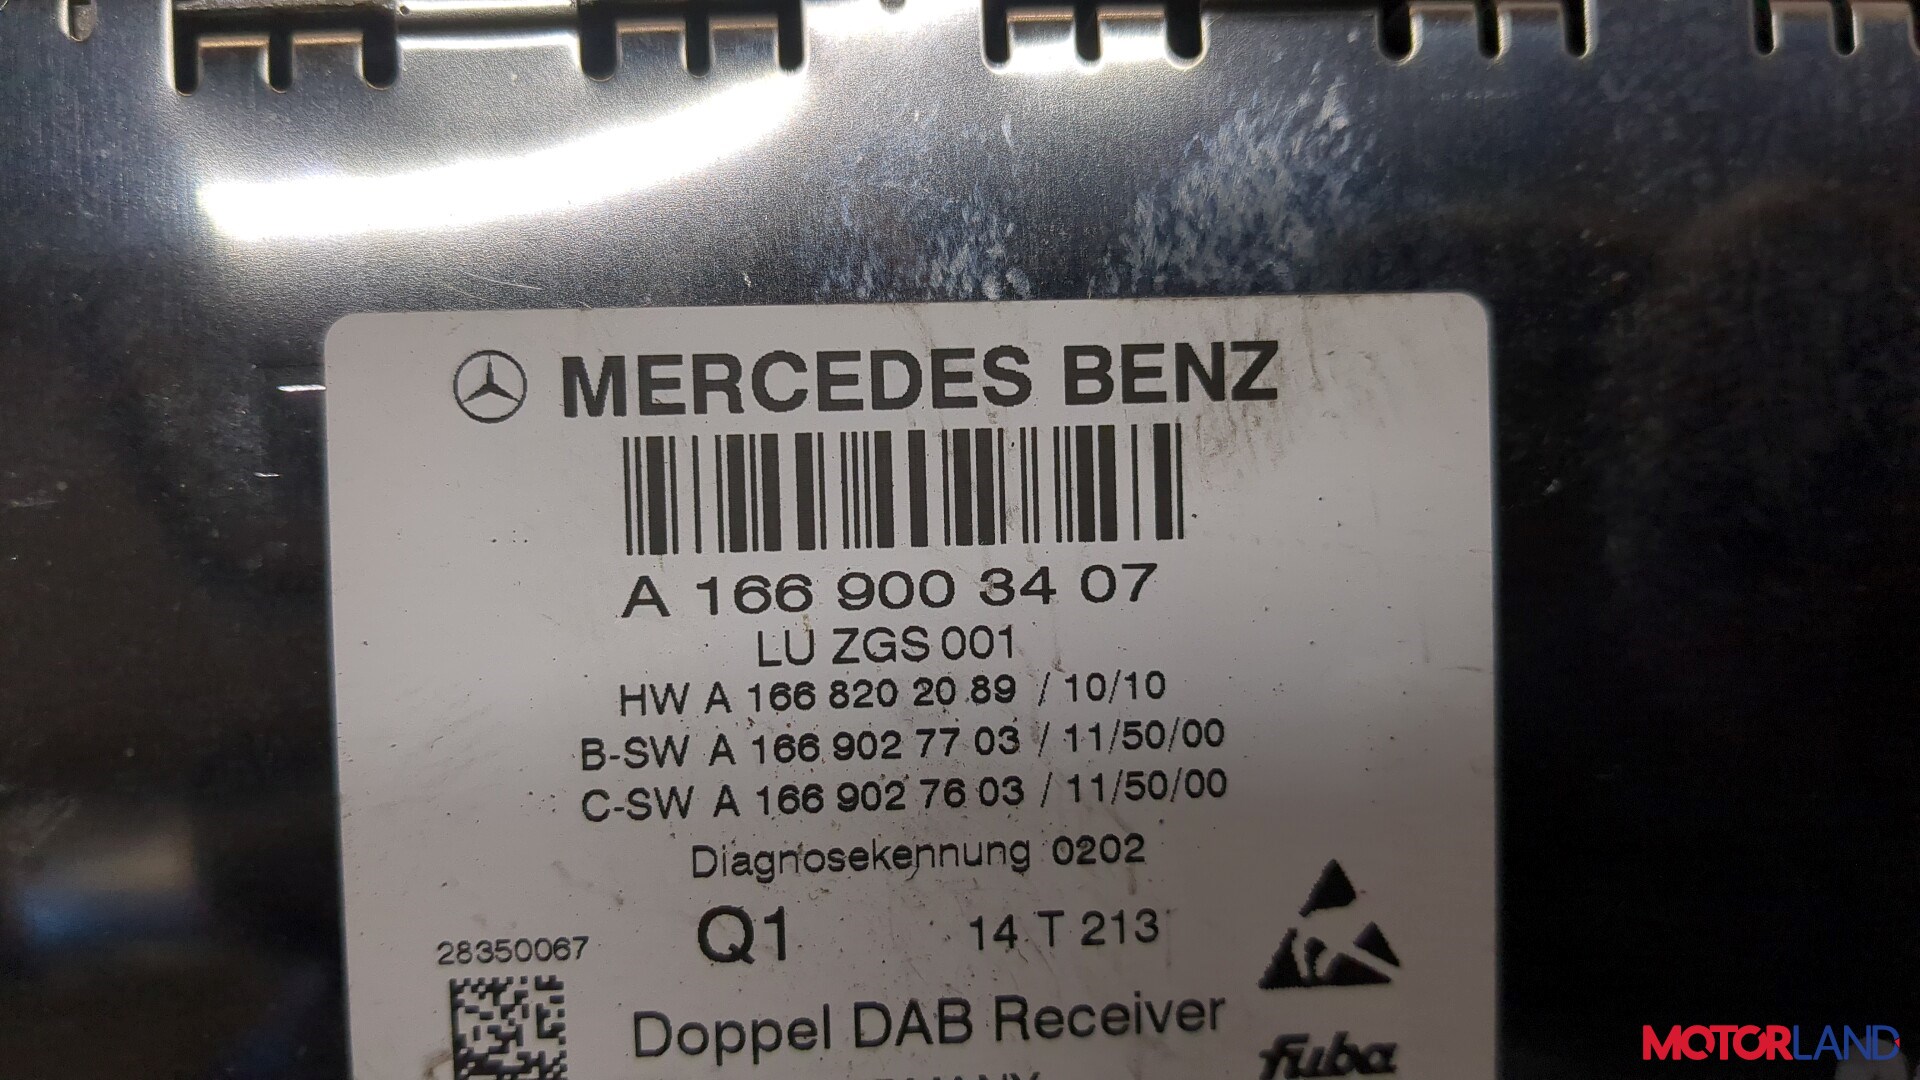 MERCEDES BENZ
A 166 900 34 07
LU ZGS 001
HW A 166 820 20 89 / 10/10
B-SW A 166 902 77 03 / 11/50/00
C-SW A 166 902 76 03 / 11/50/00
Diagnosekennung 0202
Q1 14 T 213
28350067
Doppel DAB Receiver
fuba
MOTORLAND